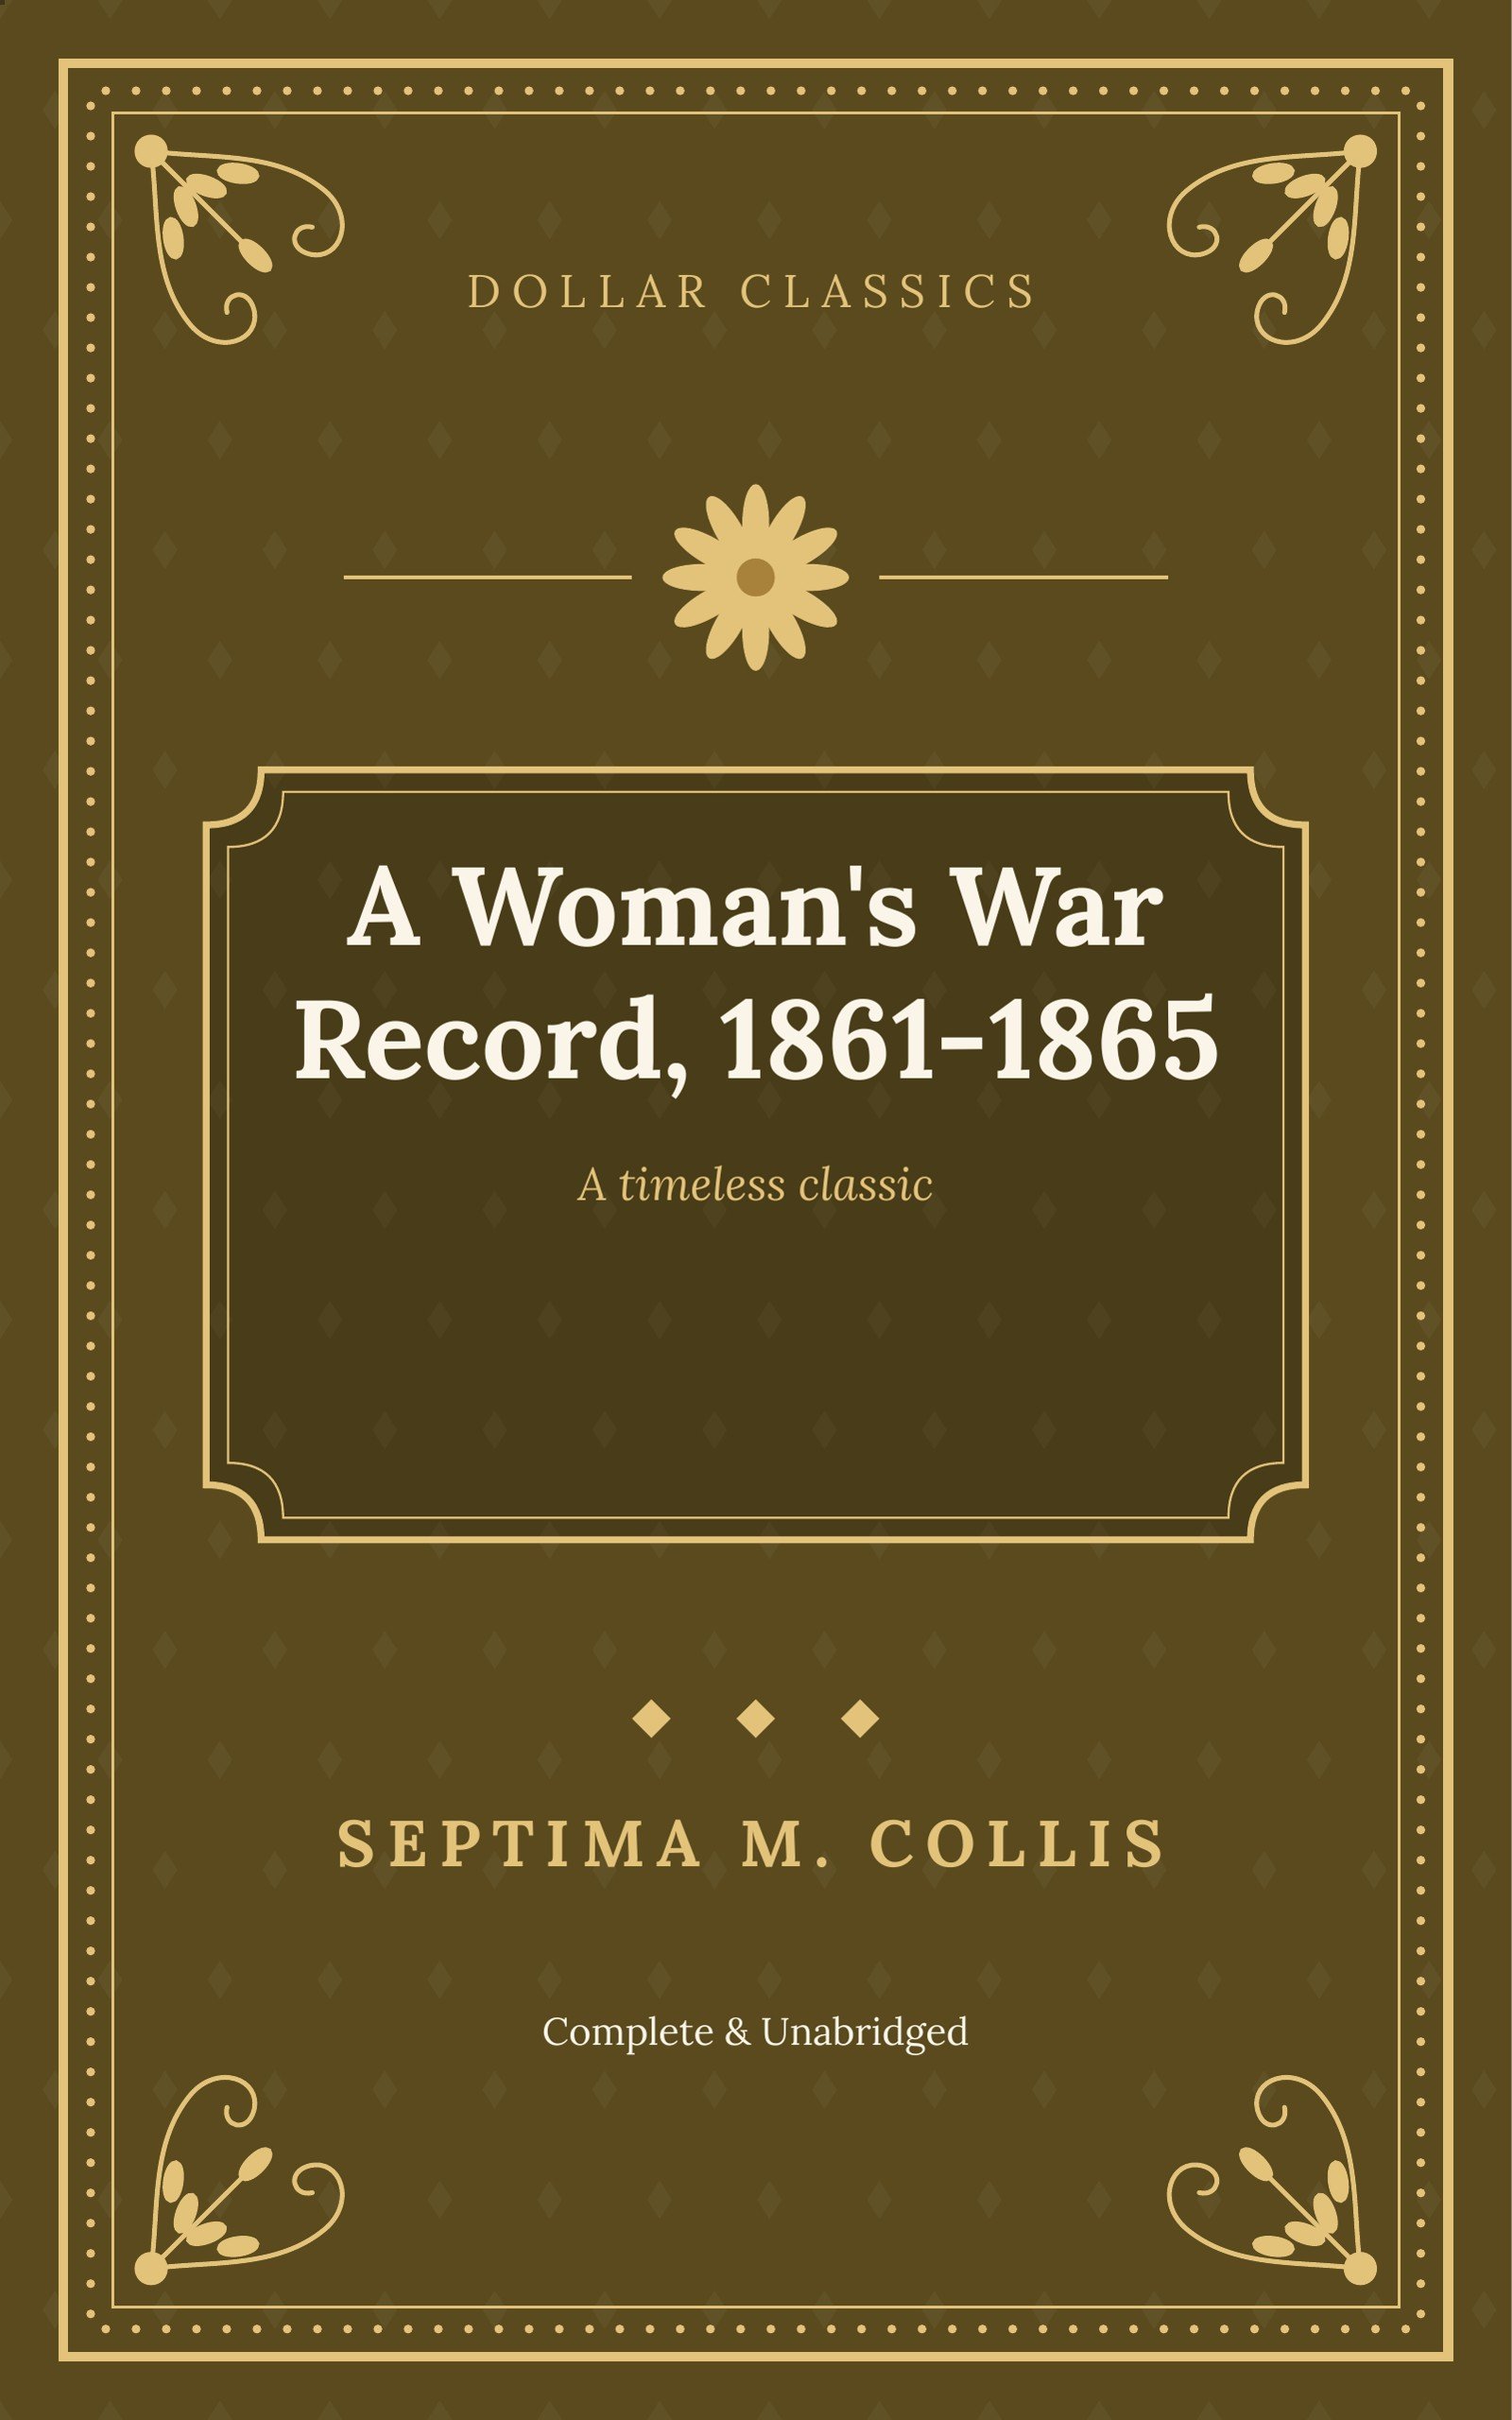 DOLLAR CLASSICS
A Woman's War
Record, 1861–1865
A timeless classic
SEPTIMA M. COLLIS
Complete & Unabridged